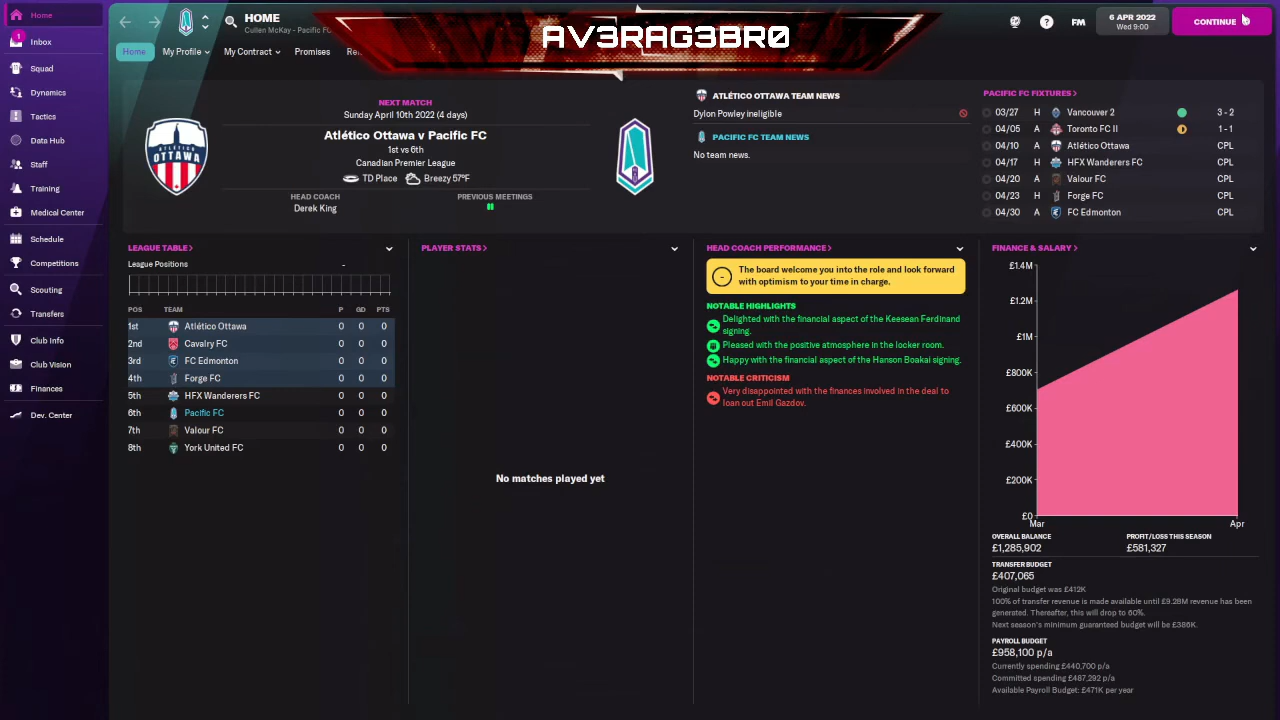 Home
1
Inbox
Squad
Dynamics
Tactics
Data Hub
Staff
Training
Medical Center
Schedule
Competitions
Scouting
Transfers
Club Info
Club Vision
Finances
Dev. Center
HOME
Cullen McKay - Pacific FC
AV3RAG3BR0
FM
6 APR 2022
Wed 9:00
CONTINUE
Home
My Profile
My Contract
Promises
NEXT MATCH
Sunday April 10th 2022 (4 days)
Atlético Ottawa v Pacific FC
1st vs 6th
Canadian Premier League
TD Place
Breezy 57°F
HEAD COACH
Derek King
PREVIOUS MEETINGS
ATLÉTICO OTTAWA TEAM NEWS
Dylon Powley ineligible
PACIFIC FC TEAM NEWS
No team news.
PACIFIC FC FIXTURES >
03/27 H Vancouver 2 3 - 2
04/05 A Toronto FC II 1 - 1
04/10 A Atlético Ottawa CPL
04/17 H HFX Wanderers FC CPL
04/20 A Valour FC CPL
04/23 H Forge FC CPL
04/30 A FC Edmonton CPL
LEAGUE TABLE >
League Positions -
POS TEAM P GD PTS
1st Atlético Ottawa 0 0 0
2nd Cavalry FC 0 0 0
3rd FC Edmonton 0 0 0
4th Forge FC 0 0 0
5th HFX Wanderers FC 0 0 0
6th Pacific FC 0 0 0
7th Valour FC 0 0 0
8th York United FC 0 0 0
PLAYER STATS >
No matches played yet
HEAD COACH PERFORMANCE >
The board welcome you into the role and look forward
with optimism to your time in charge.
NOTABLE HIGHLIGHTS
Delighted with the financial aspect of the Keesean Ferdinand
signing.
Pleased with the positive atmosphere in the locker room.
Happy with the financial aspect of the Hanson Boakai signing.
NOTABLE CRITICISM
Very disappointed with the finances involved in the deal to
loan out Emil Gazdov.
FINANCE & SALARY >
£1.4M
£1.2M
£1M
£800K
£600K
£400K
£200K
£0
Mar
Apr
OVERALL BALANCE
£1,285,902
PROFIT/LOSS THIS SEASON
£581,327
TRANSFER BUDGET
£407,065
Original budget was £412K
100% of transfer revenue is made available until £9.28M revenue has been
generated. Thereafter, this will drop to 60%.
Next season's minimum guaranteed budget will be £386K.
PAYROLL BUDGET
£958,100 p/a
Currently spending £440,700 p/a
Committed spending £487,292 p/a
Available Payroll Budget: £471K per year